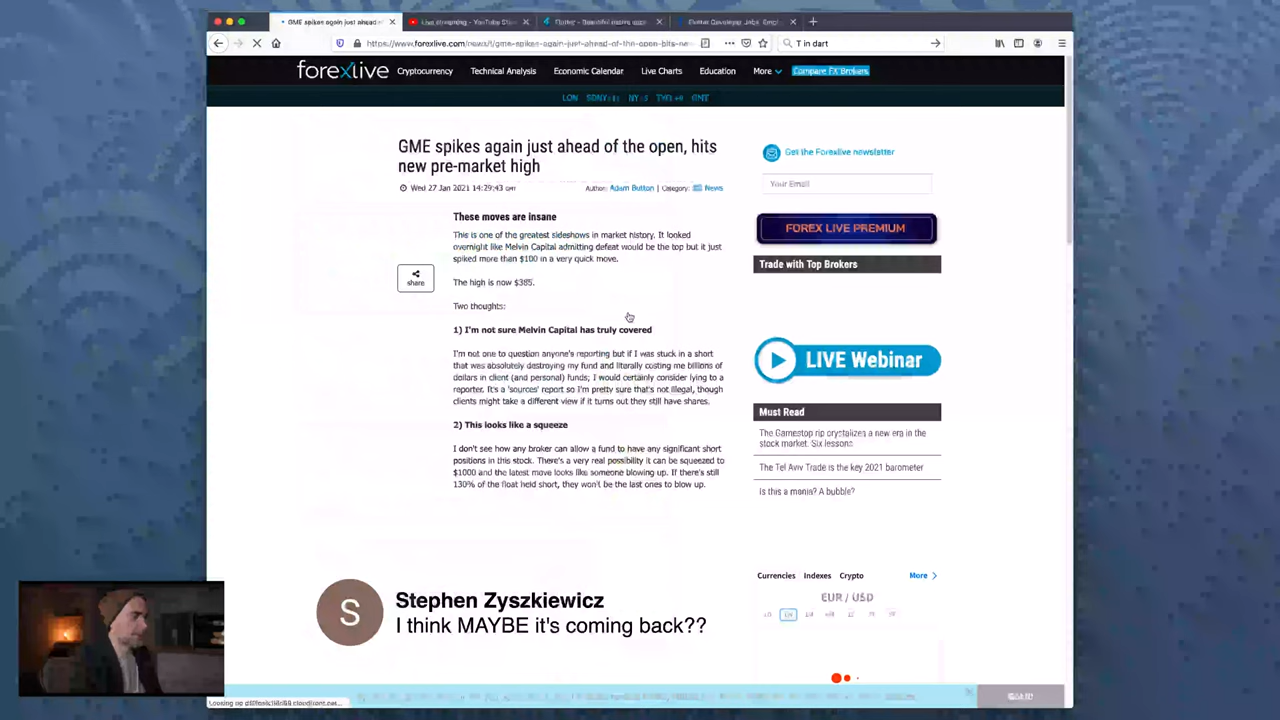 GME spikes again just ahead of
Live streaming - YouTube
T in dart
forexlive
Cryptocurrency
Technical Analysis
Economic Calendar
Live Charts
Education
More
Compare FX Brokers
GME spikes again just ahead of the open, hits
new pre-market high
Wed 27 Jan 2021 14:29:43
Author: Adam Button | Category: News
These moves are insane
This is one of the greatest sideshows in market history. It looked
overnight like Melvin Capital admitting defeat would be the top but it just
spiked more than $100 in a very quick move.
share
The high is now $385.
Two thoughts:
1) I'm not sure Melvin Capital has truly covered
I'm not one to question anyone's reporting but if I was stuck in a short
that was absolutely destroying my fund and literally costing me billions of
dollars in client (and personal) funds; I would certainly consider lying to a
reporter. It's a 'sources' report so I'm pretty sure that's not illegal, though
clients might take a different view if it turns out they still have shares.
2) This looks like a squeeze
I don't see how any broker can allow a fund to have any significant short
positions in this stock. There's a very real possibility it can be squeezed to
$1000 and the latest move looks like someone blowing up. If there's still
130% of the float held short, they won't be the last ones to blow up.
Get the Forexlive newsletter
Your Email
FOREX LIVE PREMIUM
Trade with Top Brokers
LIVE Webinar
Must Read
The Gamestop rip crystalizes a new era in the
stock market. Six lessons
The Tel Aviv Trade is the key 2021 barometer
Is this a mania? A bubble?
Currencies
Indexes
Crypto
More
EUR / USD
S
Stephen Zyszkiewicz
I think MAYBE it's coming back??